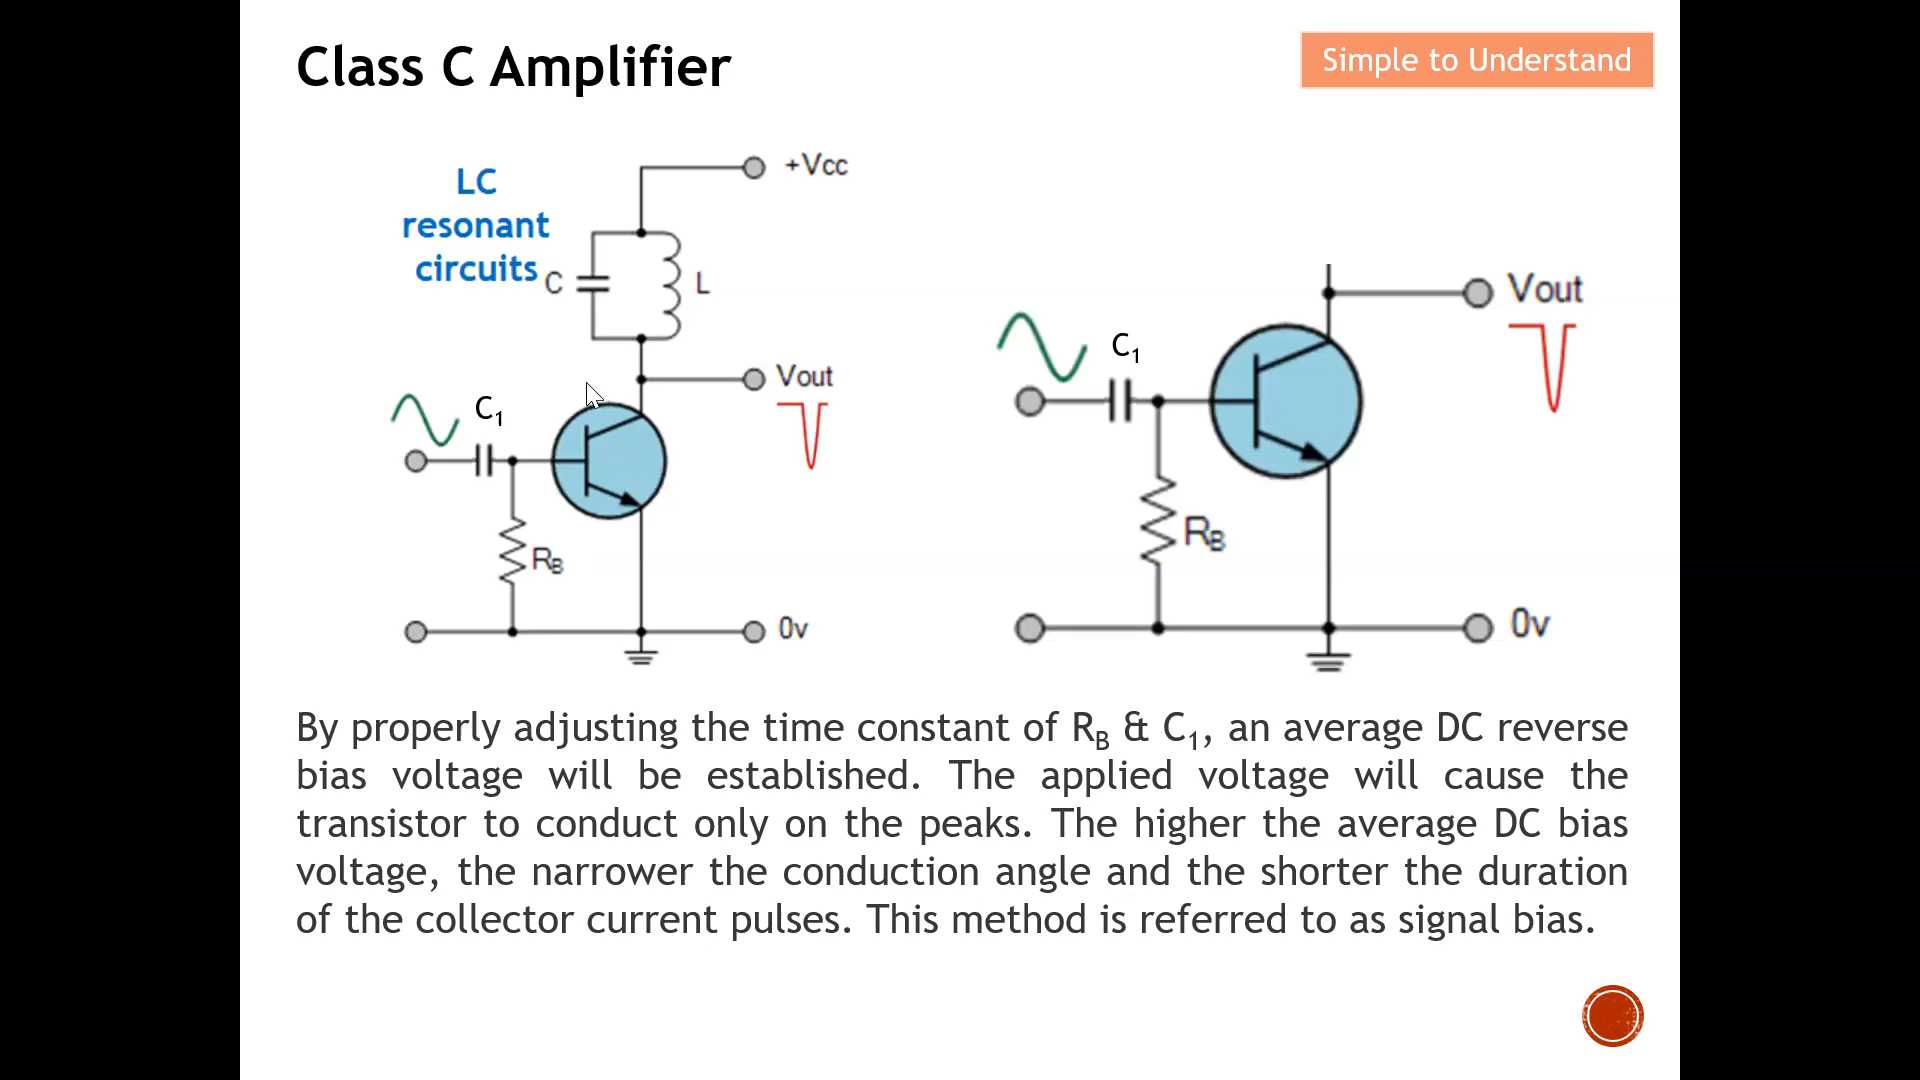 Class C Amplifier
Simple to Understand
LC
resonant
circuits
+Vcc
C
L
Vout
C₁
R_B
0v
Vout
C₁
R_B
0v
By properly adjusting the time constant of R_B & C₁, an average DC reverse
bias voltage will be established. The applied voltage will cause the
transistor to conduct only on the peaks. The higher the average DC bias
voltage, the narrower the conduction angle and the shorter the duration
of the collector current pulses. This method is referred to as signal bias.